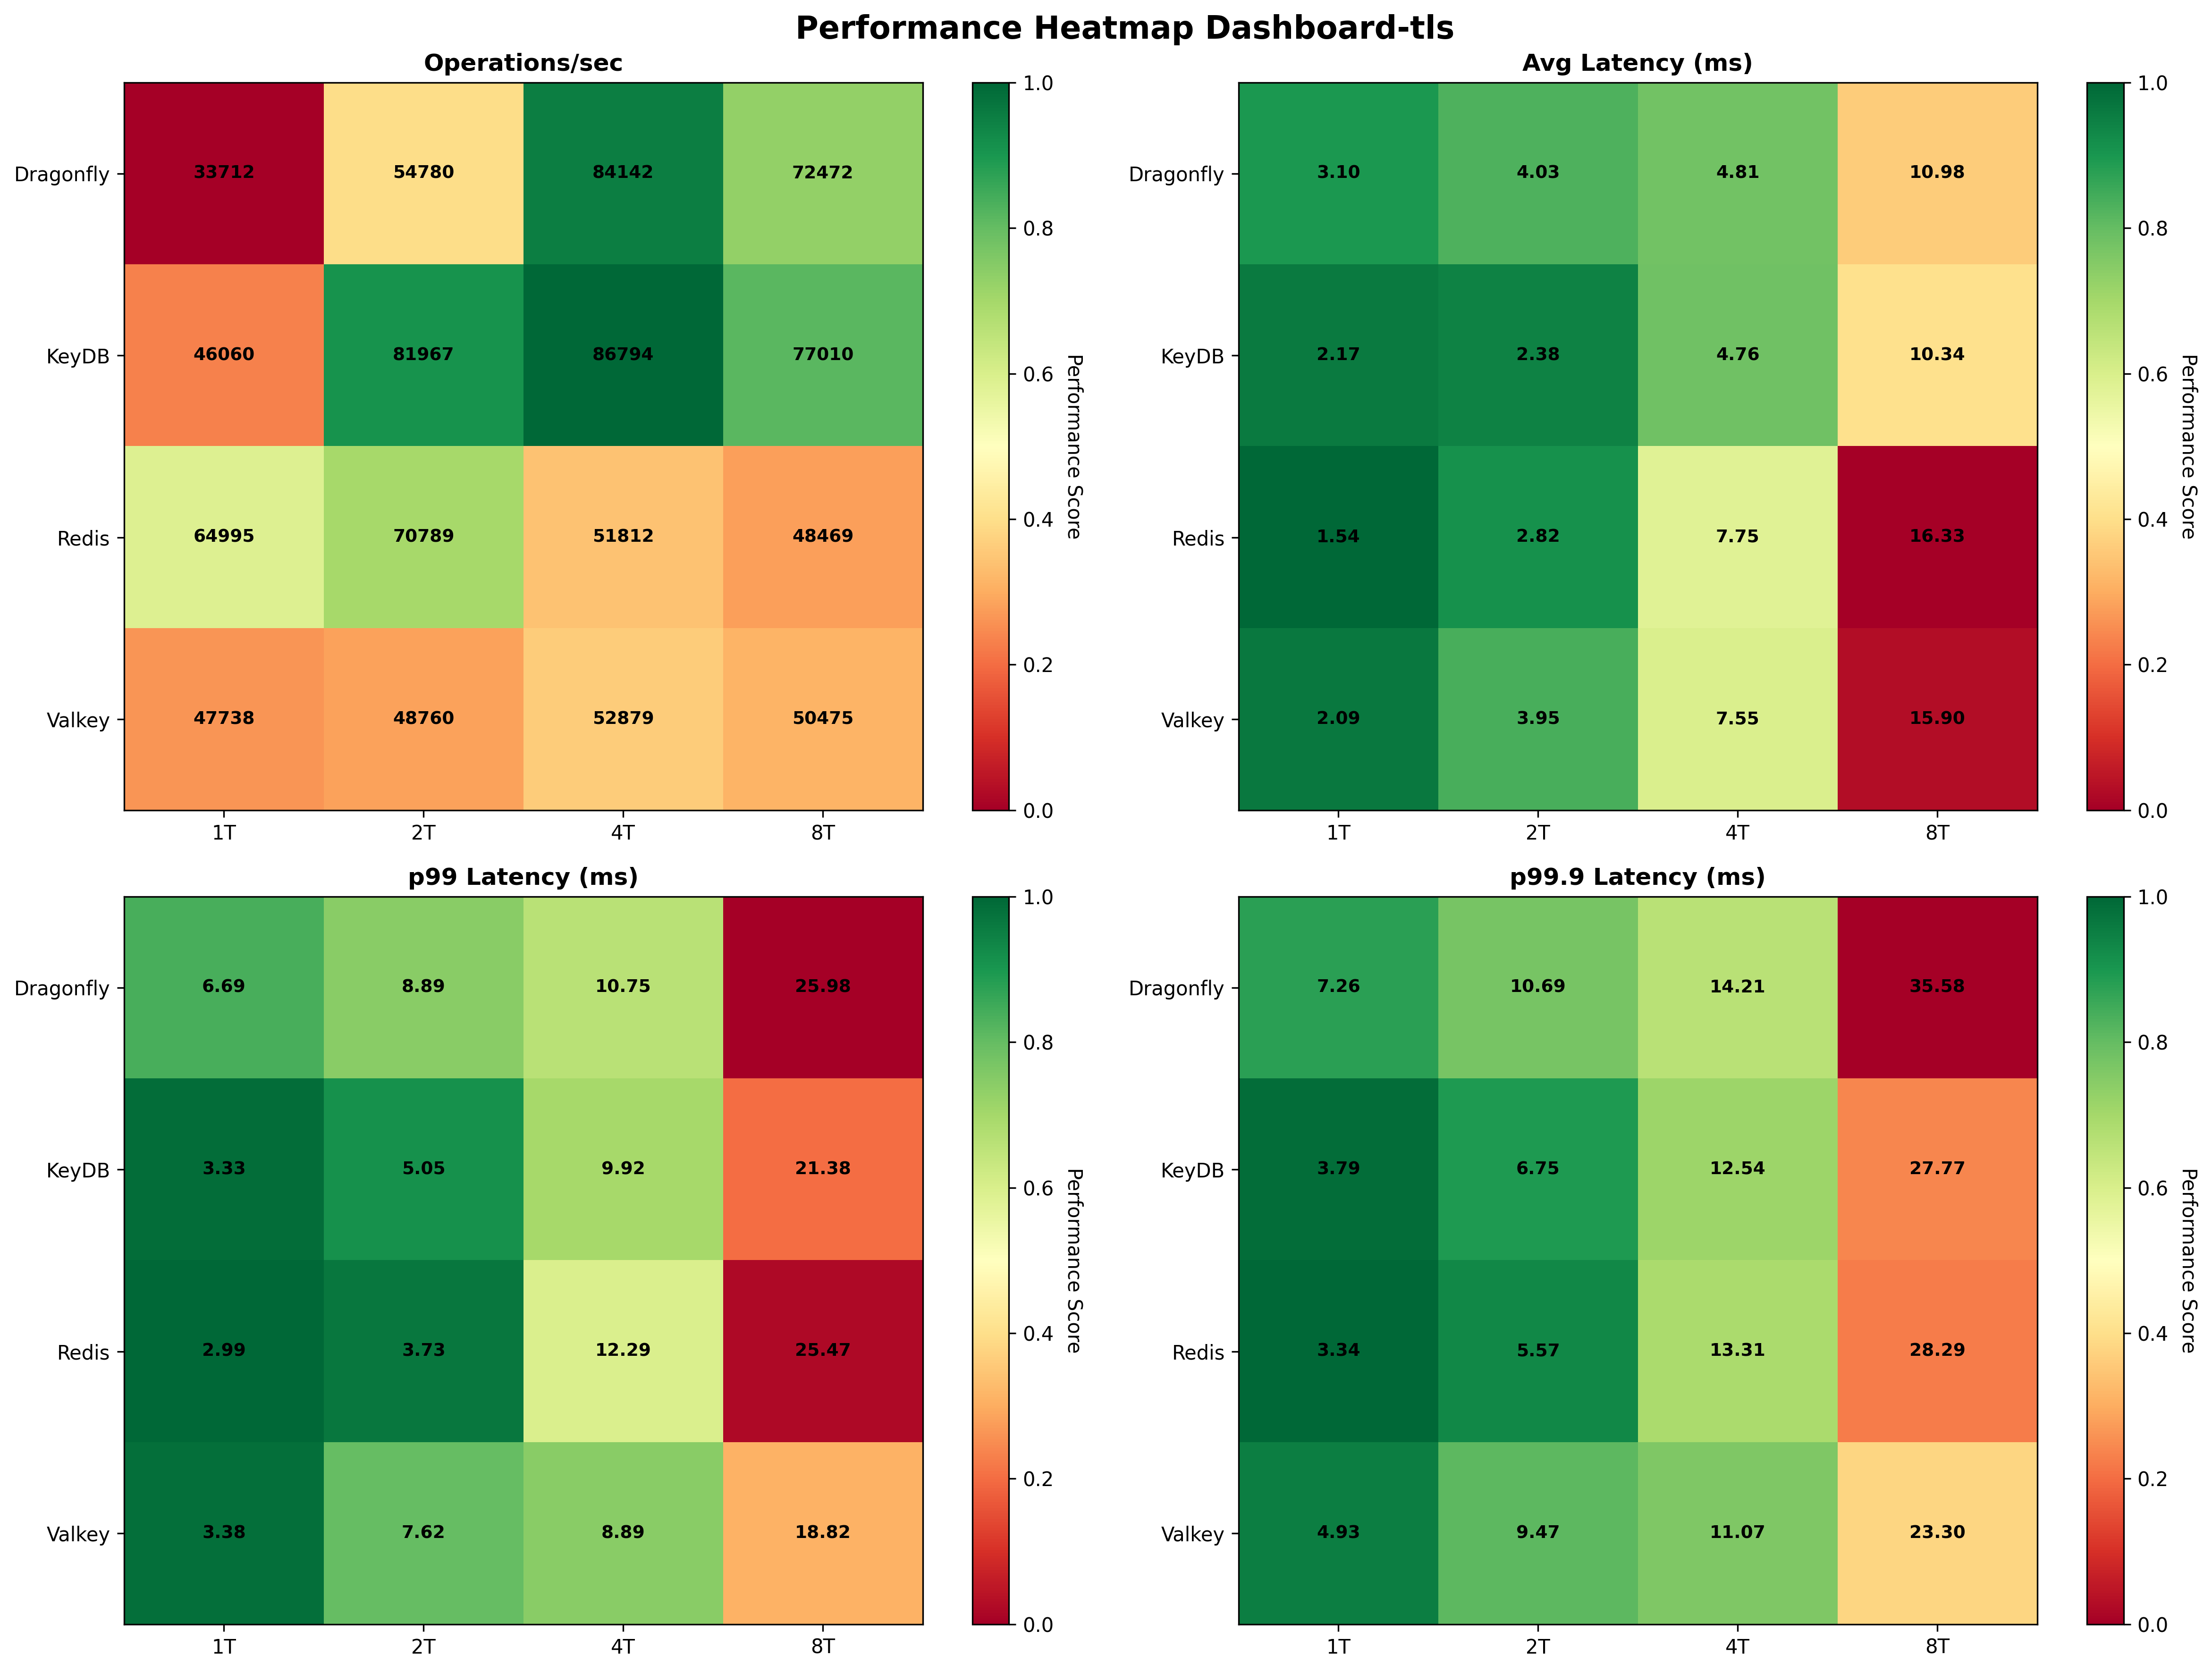 Performance Heatmap Dashboard-tls
Operations/sec
Dragonfly 33712 54780 84142 72472
KeyDB 46060 81967 86794 77010
Redis 64995 70789 51812 48469
Valkey 47738 48760 52879 50475
1T 2T 4T 8T
1.0
0.8
0.6
0.4
0.2
0.0
Performance Score
Avg Latency (ms)
Dragonfly 3.10 4.03 4.81 10.98
KeyDB 2.17 2.38 4.76 10.34
Redis 1.54 2.82 7.75 16.33
Valkey 2.09 3.95 7.55 15.90
1T 2T 4T 8T
1.0
0.8
0.6
0.4
0.2
0.0
Performance Score
p99 Latency (ms)
Dragonfly 6.69 8.89 10.75 25.98
KeyDB 3.33 5.05 9.92 21.38
Redis 2.99 3.73 12.29 25.47
Valkey 3.38 7.62 8.89 18.82
1T 2T 4T 8T
1.0
0.8
0.6
0.4
0.2
0.0
Performance Score
p99.9 Latency (ms)
Dragonfly 7.26 10.69 14.21 35.58
KeyDB 3.79 6.75 12.54 27.77
Redis 3.34 5.57 13.31 28.29
Valkey 4.93 9.47 11.07 23.30
1T 2T 4T 8T
1.0
0.8
0.6
0.4
0.2
0.0
Performance Score